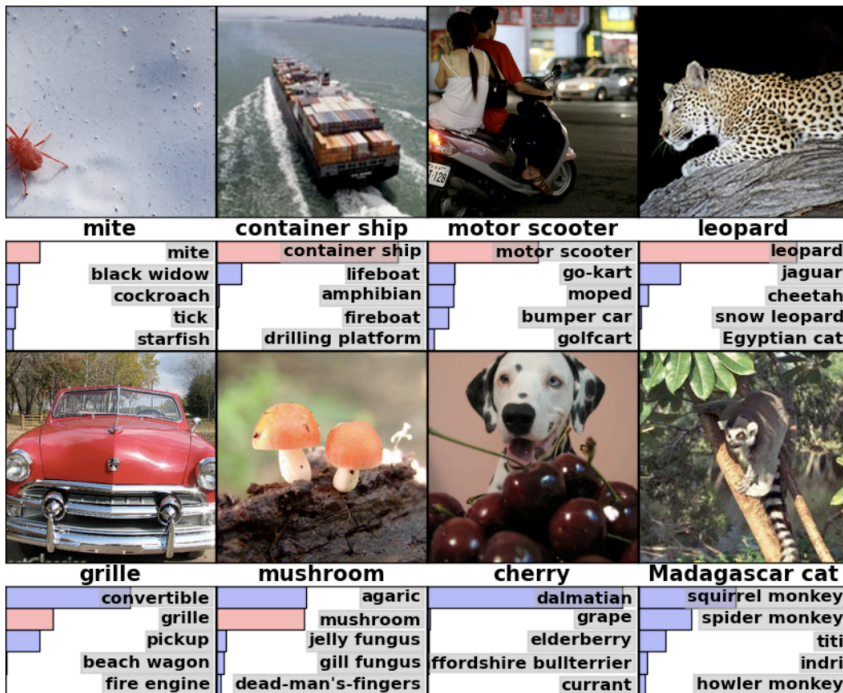 mite container ship motor scooter leopard
mite
black widow
cockroach
tick
starfish
container ship
lifeboat
amphibian
fireboat
drilling platform
motor scooter
go-kart
moped
bumper car
golfcart
leopard
jaguar
cheetah
snow leopard
Egyptian cat
grille mushroom cherry Madagascar cat
convertible
grille
pickup
beach wagon
fire engine
agaric
mushroom
jelly fungus
gill fungus
dead-man's-fingers
dalmatian
grape
elderberry
ffordshire bullterrier
currant
squirrel monkey
spider monkey
titi
indri
howler monkey